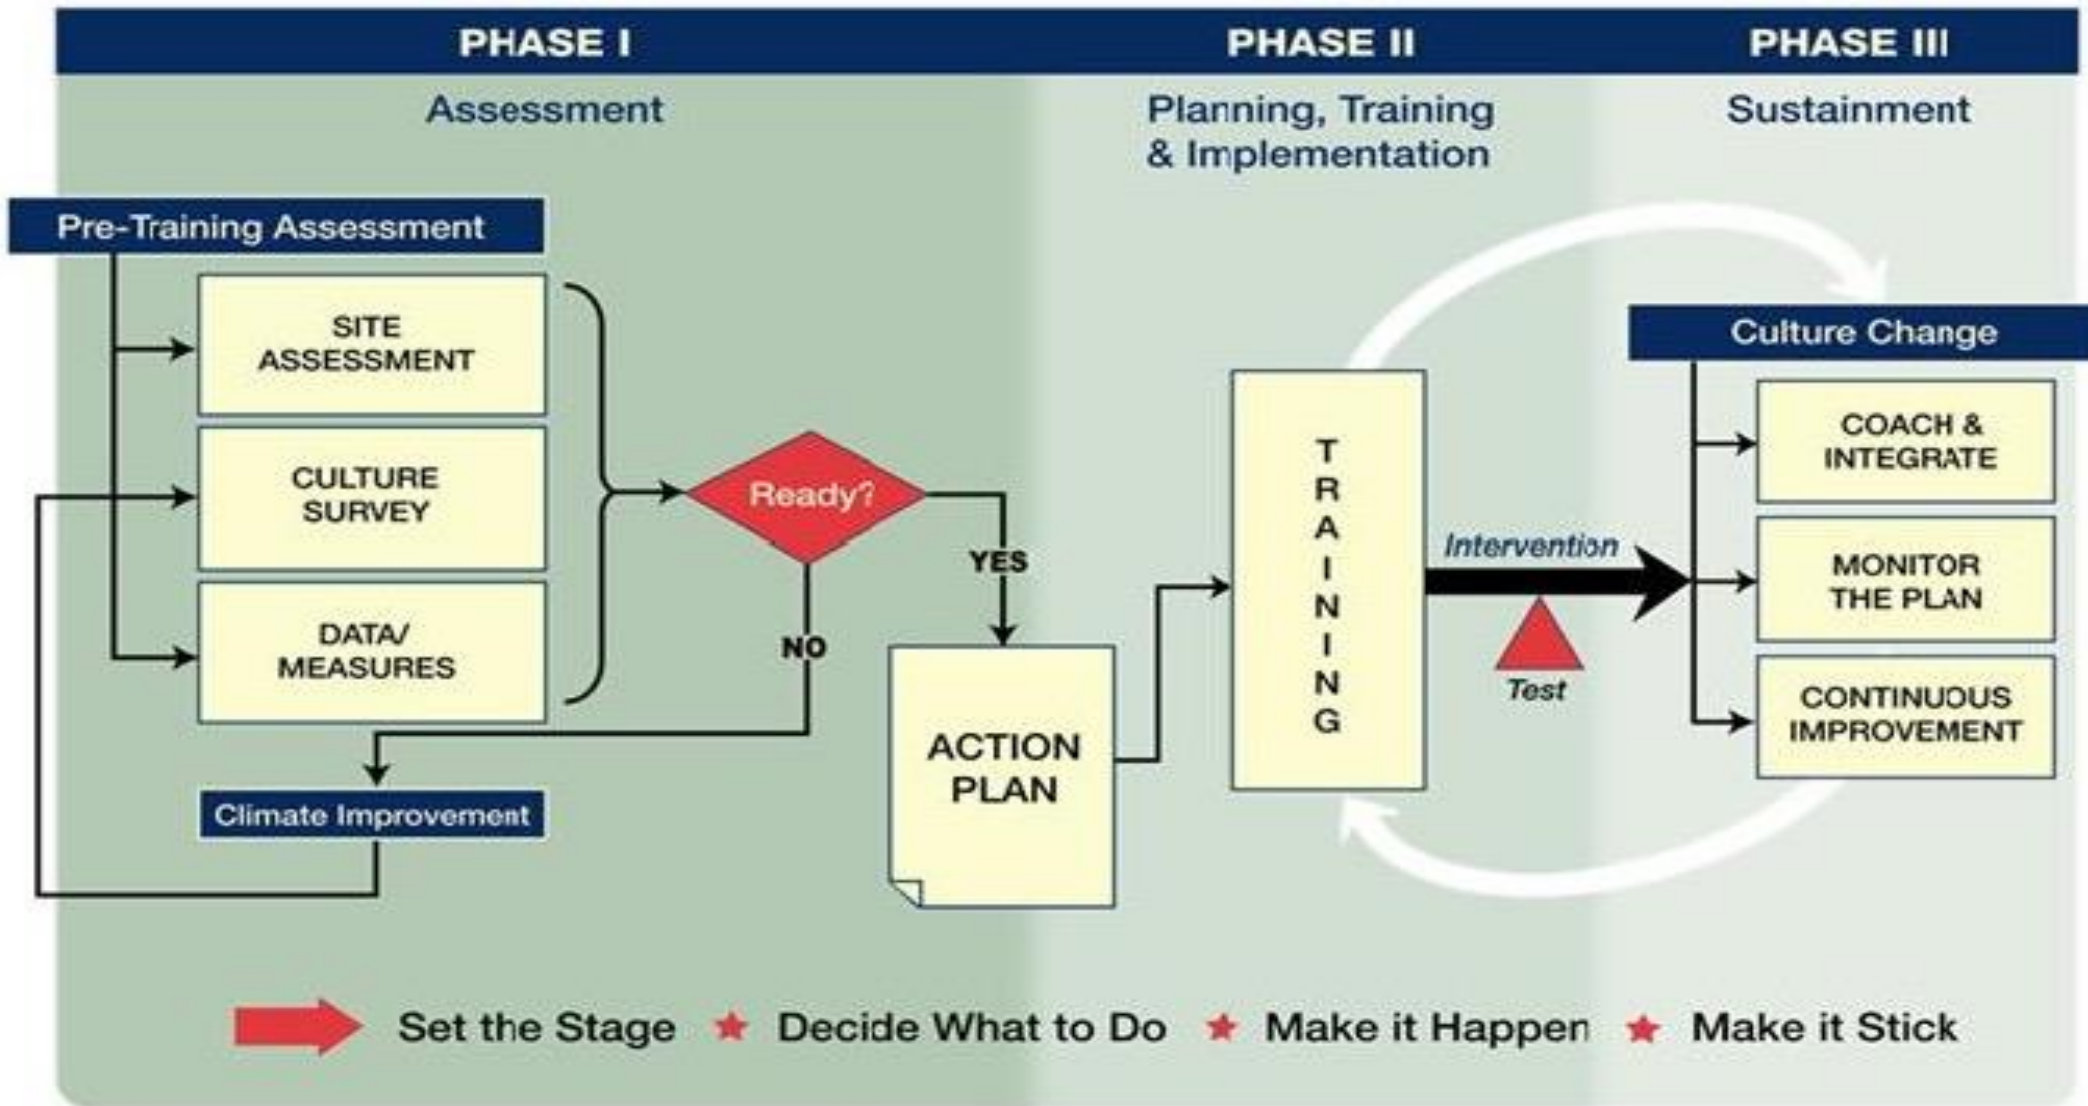 PHASE I
PHASE II
PHASE III
Assessment
Planning, Training
& Implementation
Sustainment
Pre-Training Assessment
SITE
ASSESSMENT
CULTURE
SURVEY
DATA/
MEASURES
Climate Improvement
Ready?
YES
NO
ACTION
PLAN
TRAINING
Intervention
Test
Culture Change
COACH &
INTEGRATE
MONITOR
THE PLAN
CONTINUOUS
IMPROVEMENT
Set the Stage ★ Decide What to Do ★ Make it Happen ★ Make it Stick